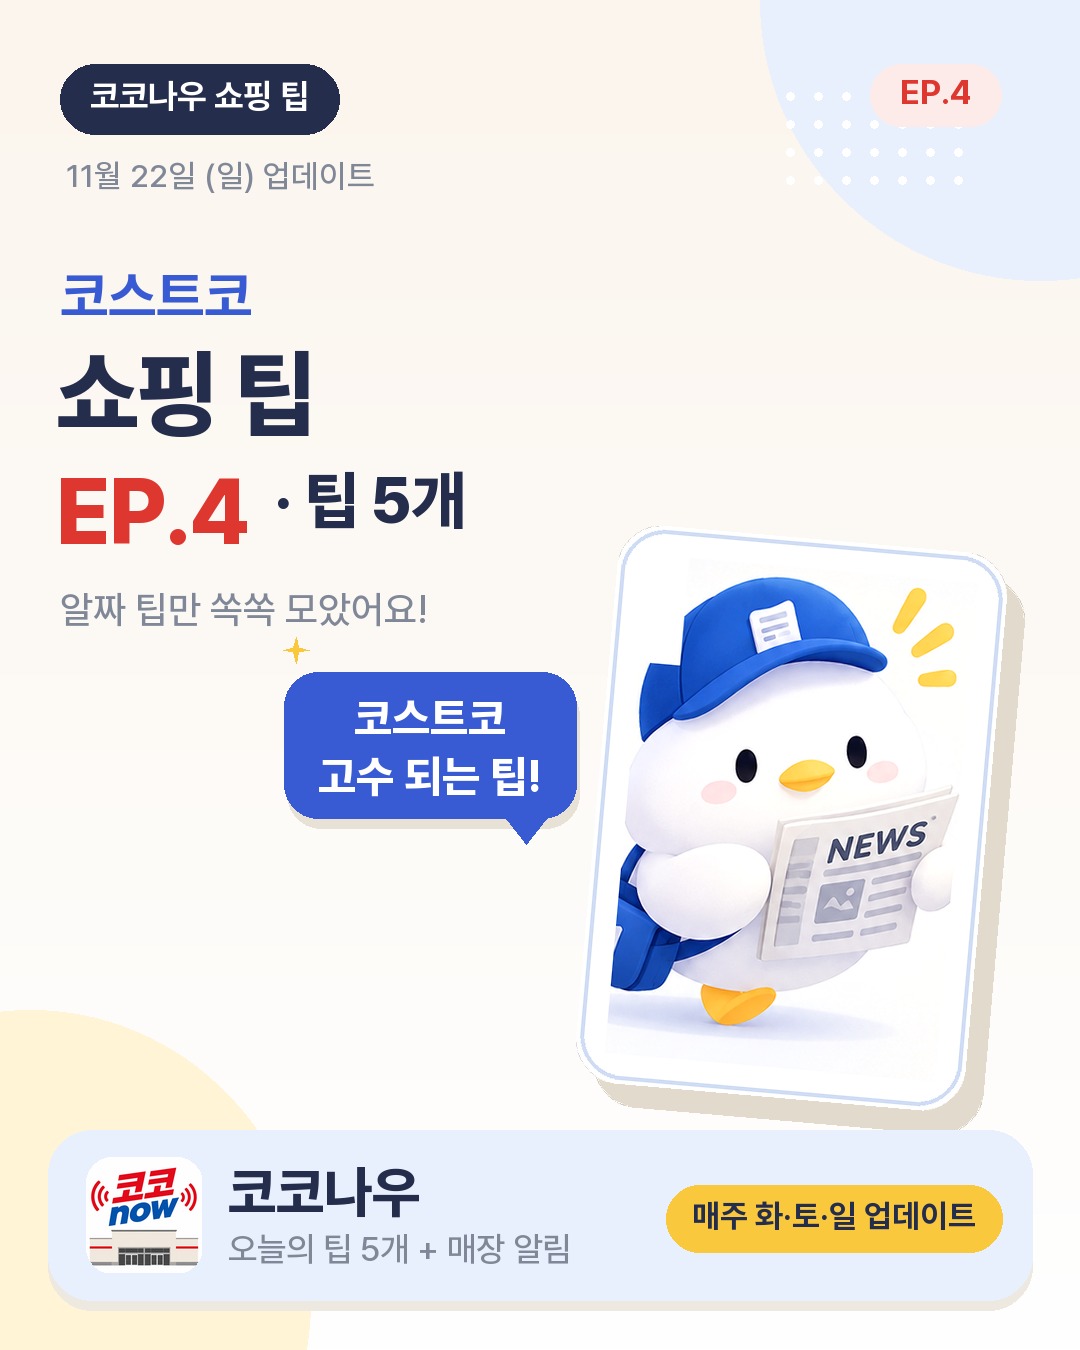 코코나우 쇼핑 팁
EP.4
11월 22일 (일) 업데이트
코스트코
쇼핑 팁
EP.4 · 팁 5개
알짜 팁만 쏙쏙 모았어요!
코스트코
고수 되는 팁!
NEWS
코코
now
코코나우
오늘의 팁 5개 + 매장 알림
매주 화·토·일 업데이트